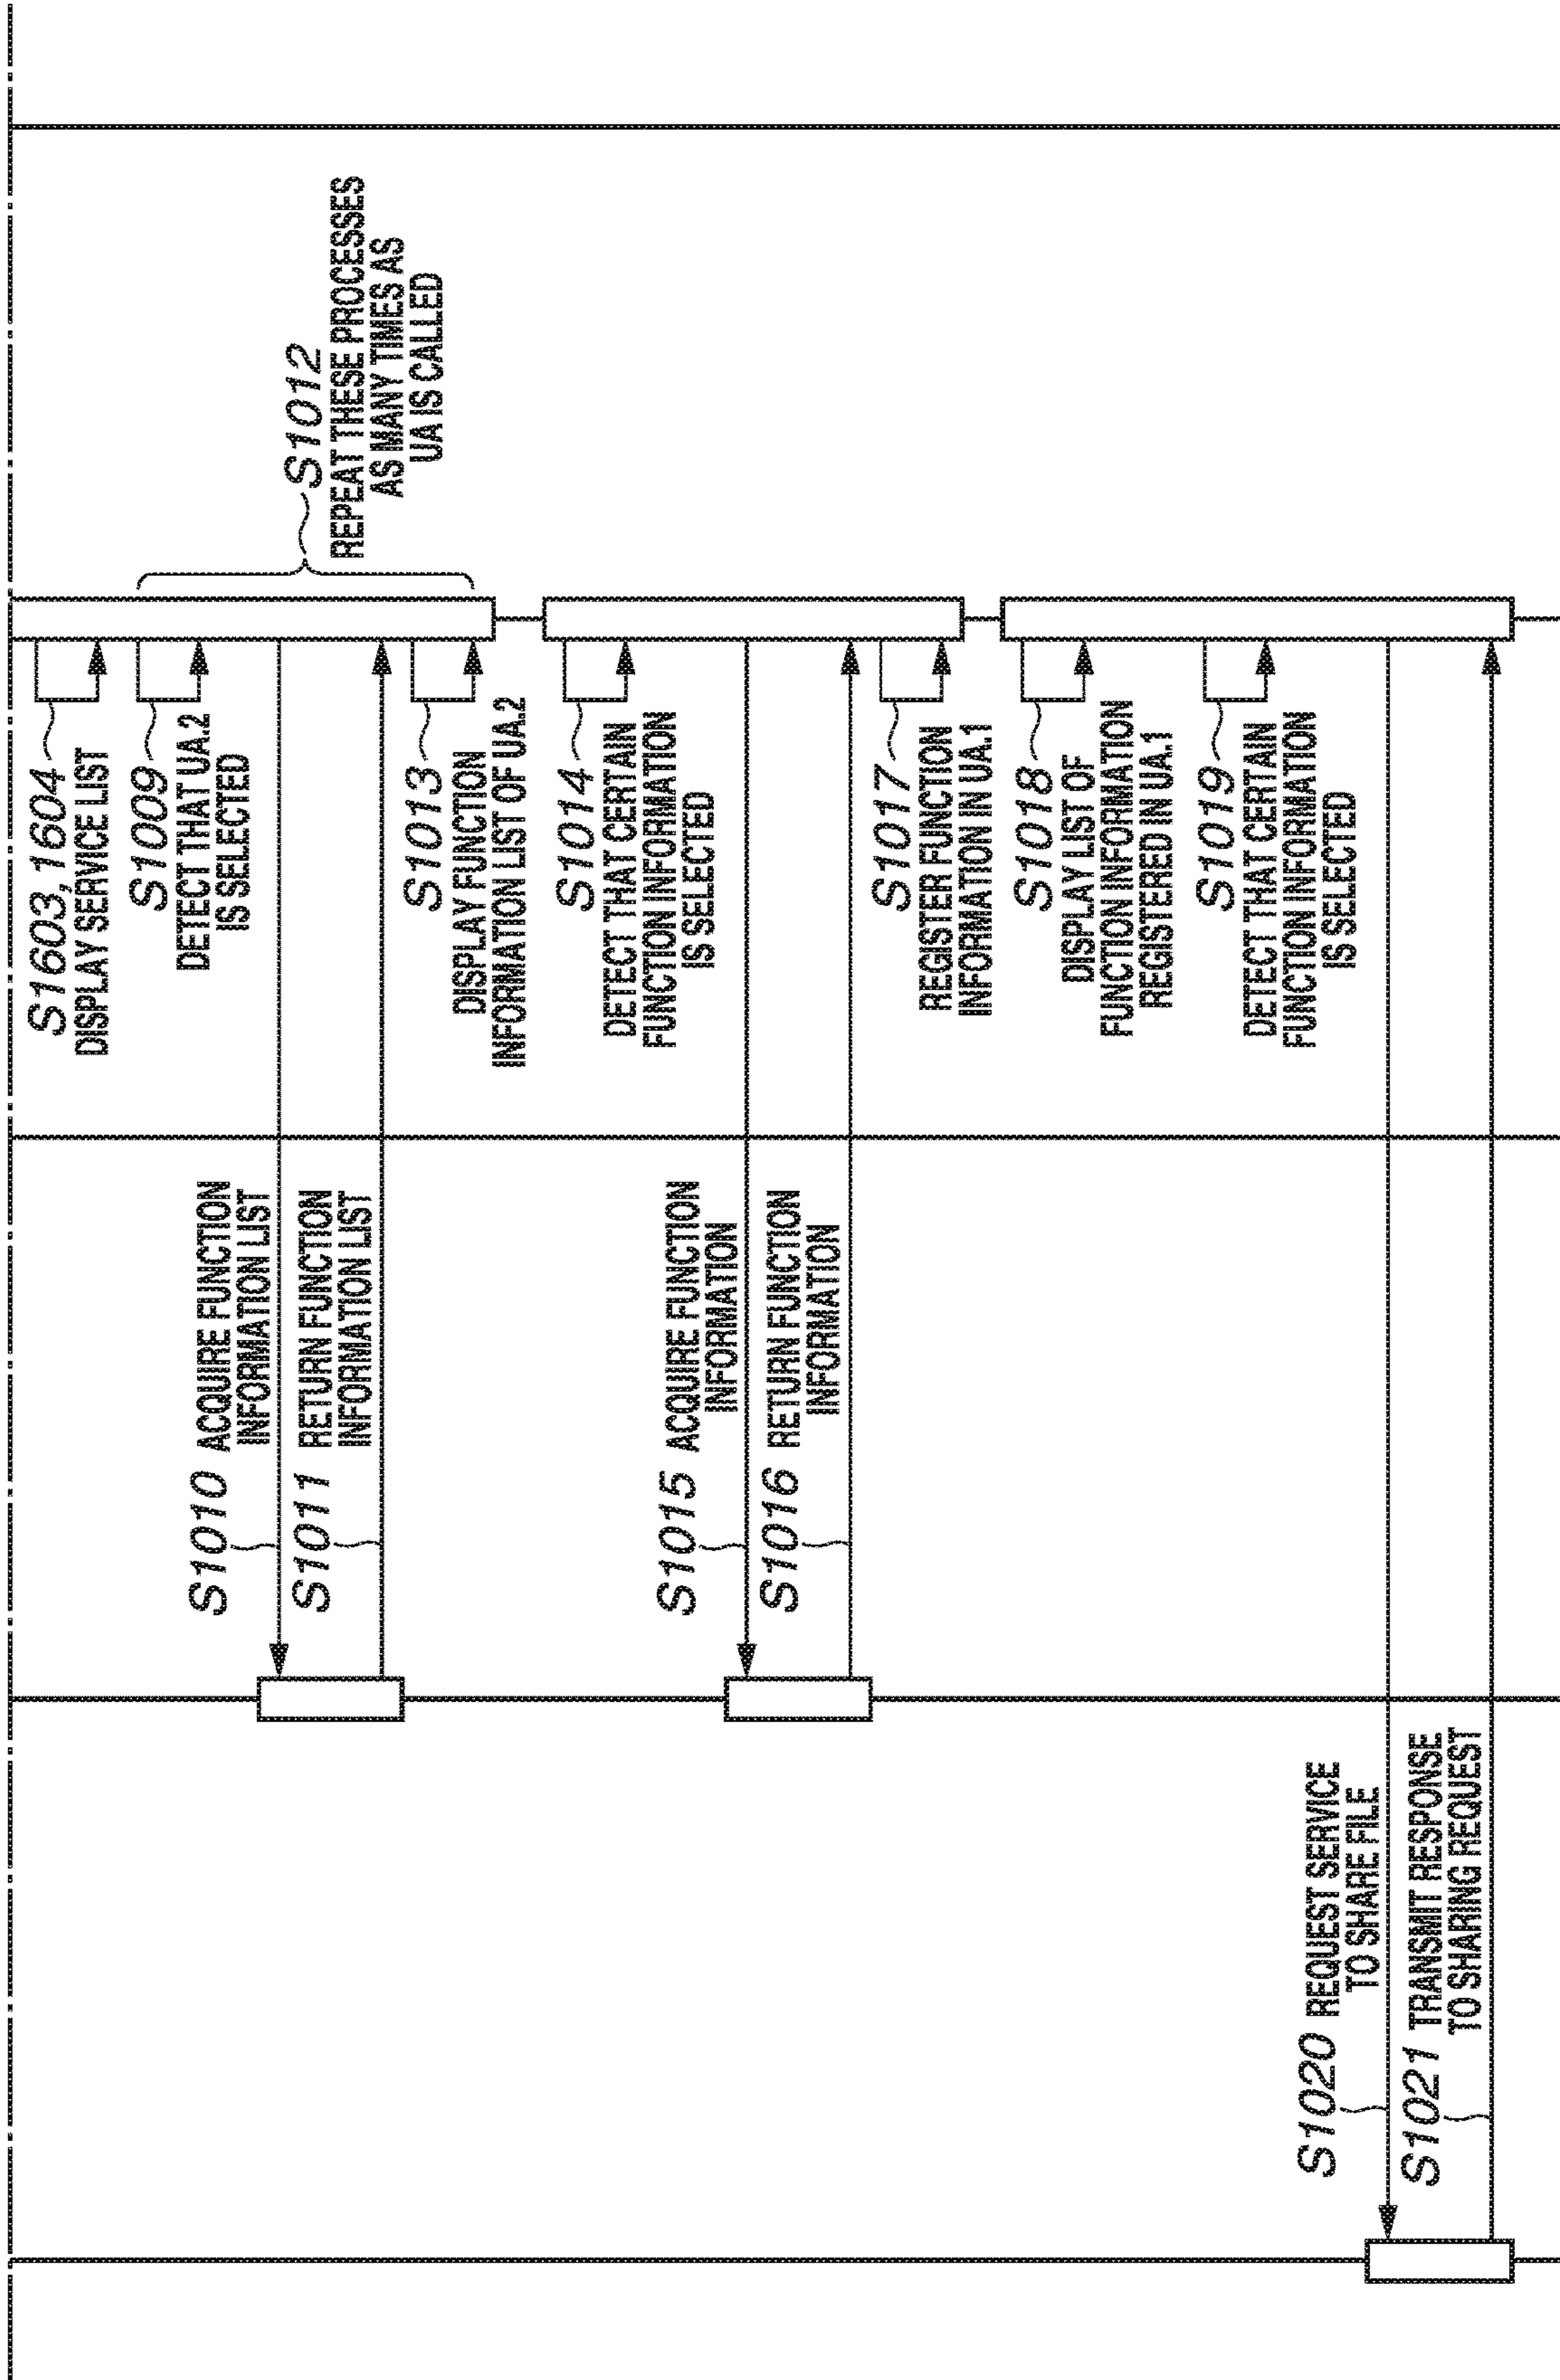 S1603,1604
DISPLAY SERVICE LIST
S1009
DETECT THAT UA.2
IS SELECTED
S1010 ACQUIRE FUNCTION
INFORMATION LIST
S1011 RETURN FUNCTION
INFORMATION LIST
S1012
REPEAT THESE PROCESSES
AS MANY TIMES AS
UA IS CALLED
S1013
DISPLAY FUNCTION
INFORMATION LIST OF UA.2
S1014
DETECT THAT CERTAIN
FUNCTION INFORMATION
IS SELECTED
S1015 ACQUIRE FUNCTION
INFORMATION
S1016 RETURN FUNCTION
INFORMATION
S1017
REGISTER FUNCTION
INFORMATION IN UA.1
S1018
DISPLAY LIST OF
FUNCTION INFORMATION
REGISTERED IN UA.1
S1019
DETECT THAT CERTAIN
FUNCTION INFORMATION
IS SELECTED
S1020 REQUEST SERVICE
TO SHARE FILE
S1021 TRANSMIT RESPONSE
TO SHARING REQUEST